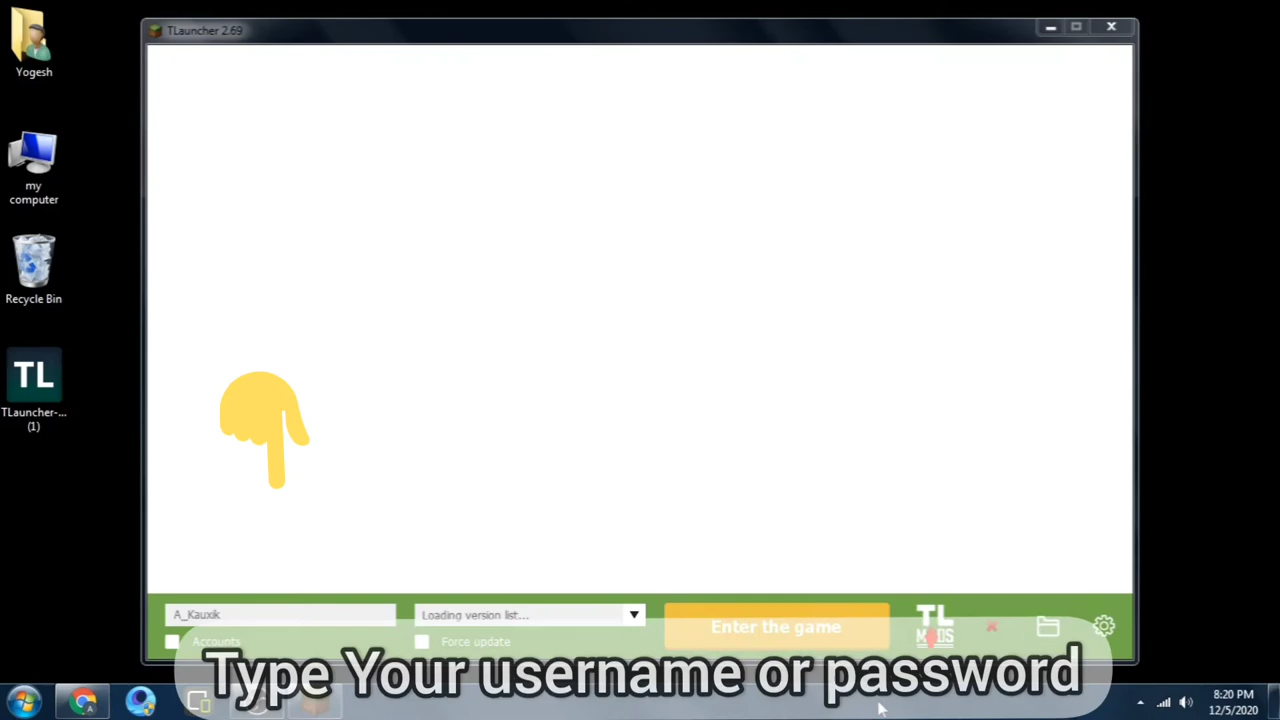 TLauncher 2.69
Yogesh
my
computer
Recycle Bin
TL
TLauncher-...
(1)
A_Kauxik
Loading version list...
Enter the game
TL
MODS
Accounts
Force update
Type Your username or password
8:20 PM
12/5/2020